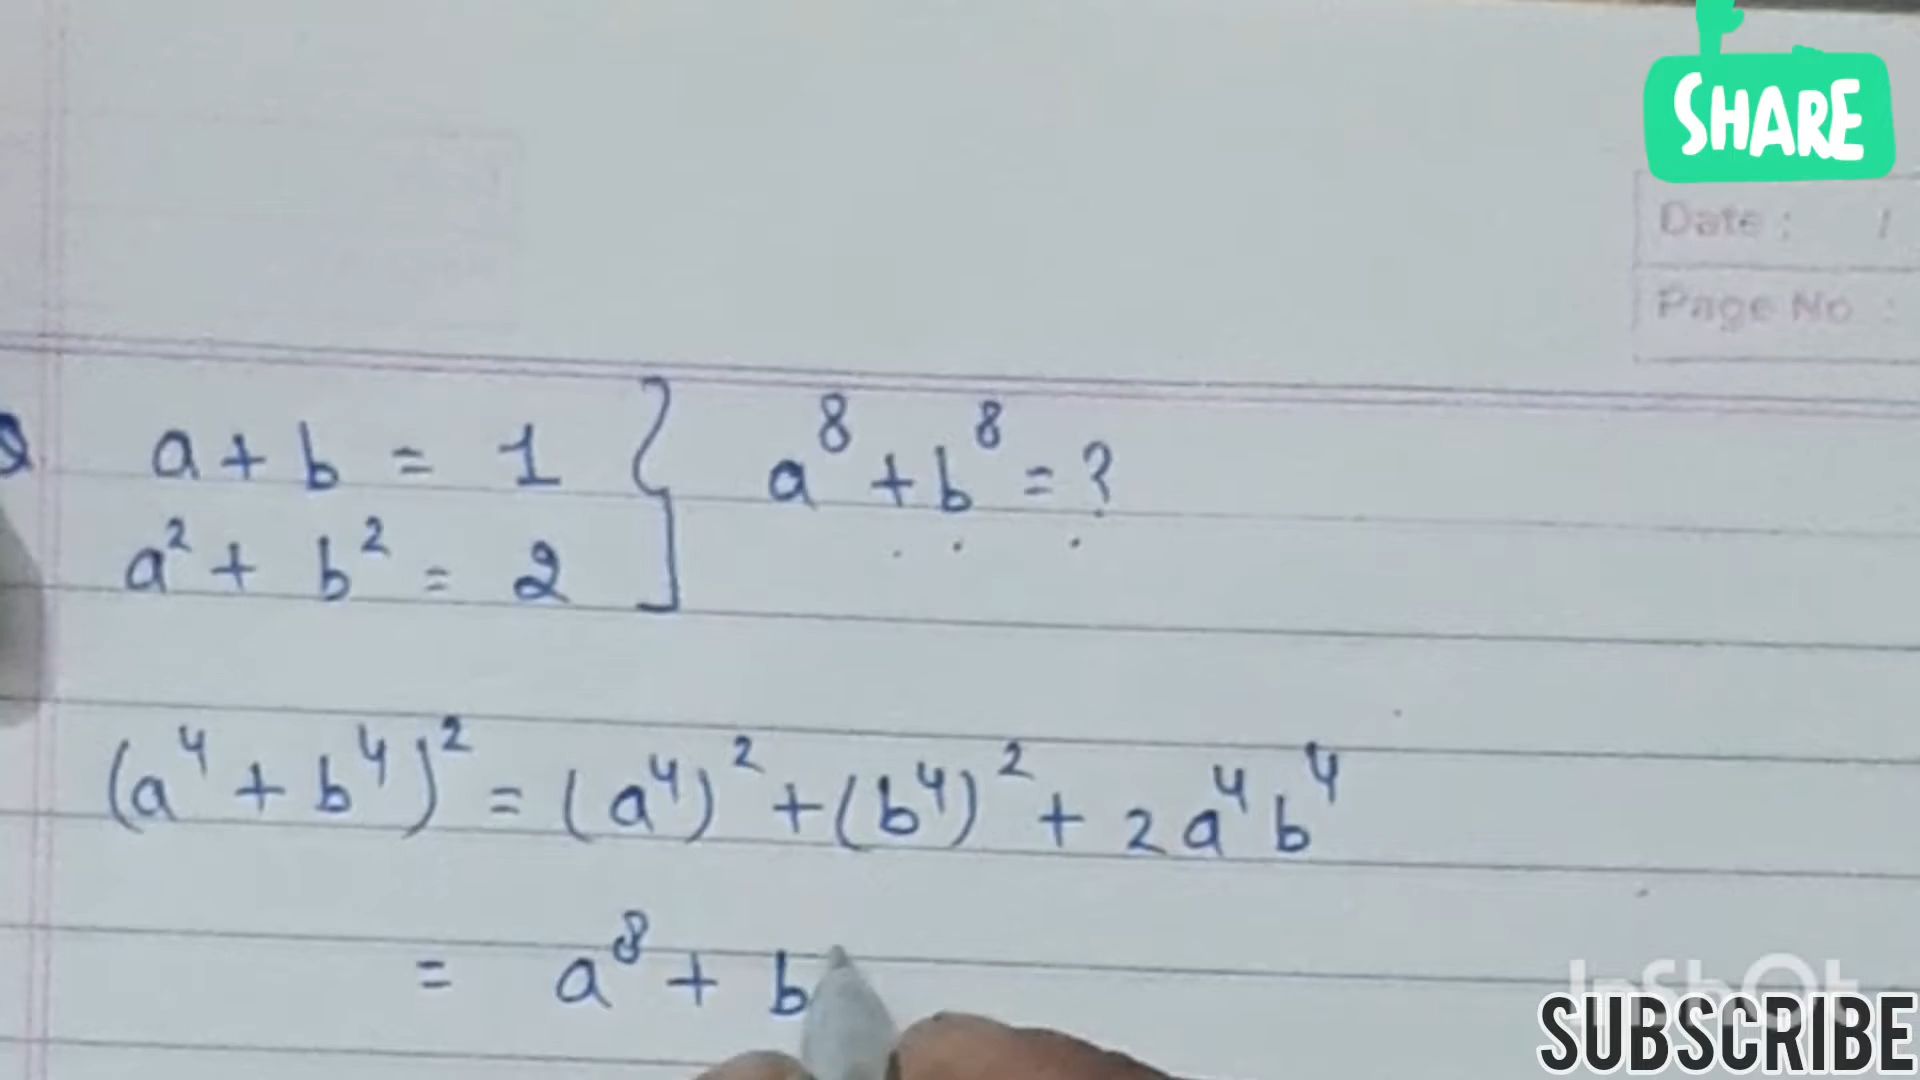 SHARE
Date : /
Page No :
a + b = 1
a² + b² = 2
a⁸ + b⁸ = ?
(a⁴ + b⁴)² = (a⁴)² + (b⁴)² + 2a⁴b⁴
= a⁸ + b
InShOt
SUBSCRIBE